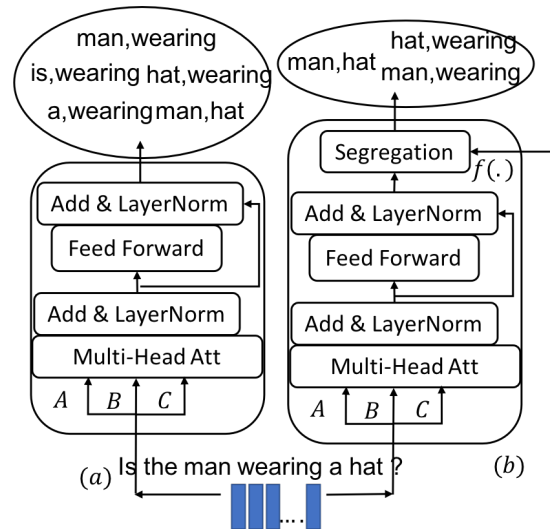 man,wearing
is,wearing hat,wearing
a,wearing man,hat
Add & LayerNorm
Feed Forward
Add & LayerNorm
Multi-Head Att
A B C
(a)
hat,wearing
man,hat
man,wearing
Segregation
f(.)
Add & LayerNorm
Feed Forward
Add & LayerNorm
Multi-Head Att
A B C
(b)
Is the man wearing a hat ?
....